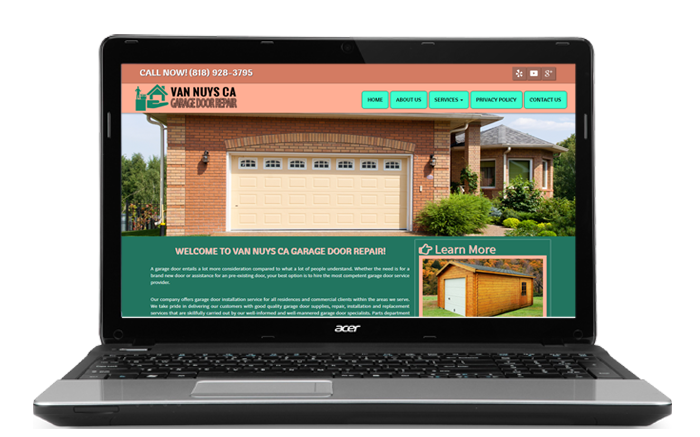 CALL NOW! (818) 928-3795
VAN NUYS CA
GARAGE DOOR REPAIR
HOME
ABOUT US
SERVICES
PRIVACY POLICY
CONTACT US
WELCOME TO VAN NUYS CA GARAGE DOOR REPAIR!
A garage door entails a lot more consideration compared to what a lot of people understand. Whether the need is for a
brand new door or assistance for an pre-existing door, your best option is to hire the most competent garage door service
provider.
Our company offers garage door installation service for all residences and commercial clients within the areas we serve.
We take pride in delivering our customers with good quality garage door supplies, repair, installation and replacement
services that are skillfully carried out by our well-informed and well-mannered garage door specialists. Parts department
Learn More
acer